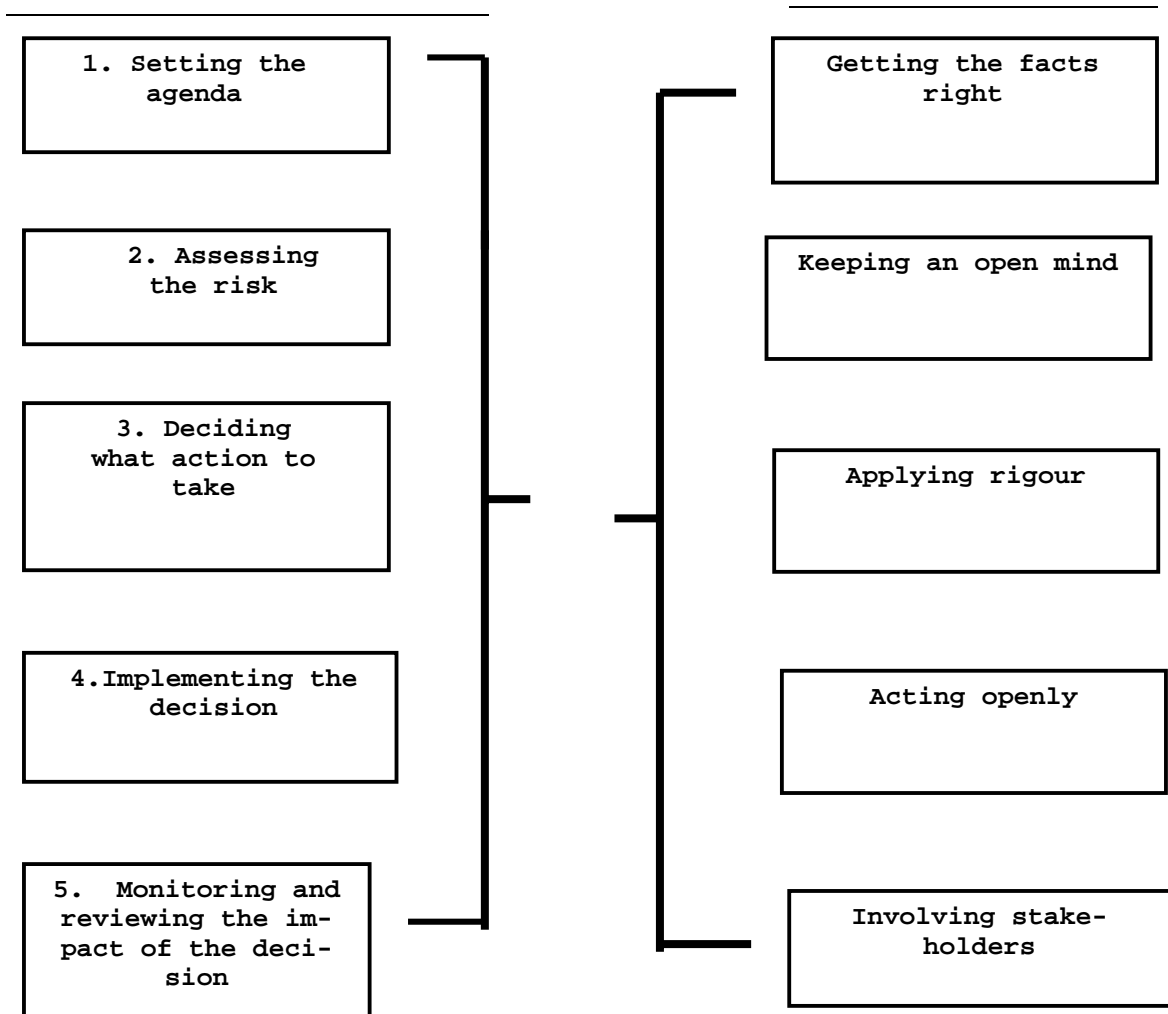 1. Setting the
agenda
2. Assessing
the risk
3. Deciding
what action to
take
4.Implementing the
decision
5.  Monitoring and
reviewing the im-
pact of the deci-
sion
Getting the facts
right
Keeping an open mind
Applying rigour
Acting openly
Involving stake-
holders